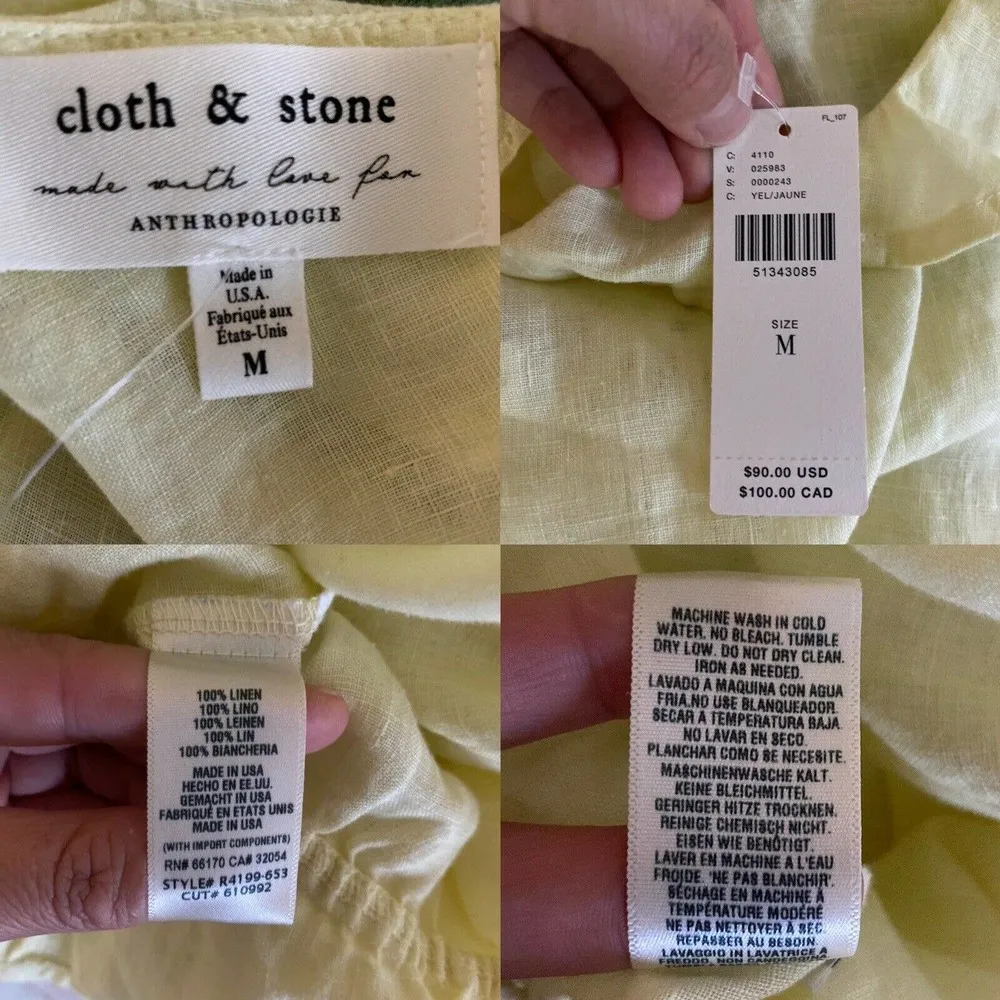 cloth & stone
made with love for
ANTHROPOLOGIE
Made in
U.S.A.
Fabriqué aux
États-Unis
M
FL_107
C: 4110
V: 025983
S: 0000243
C: YEL/JAUNE
51343085
SIZE
M
$90.00 USD
$100.00 CAD
100% LINEN
100% LINO
100% LEINEN
100% LIN
100% BIANCHERIA
MADE IN USA
HECHO EN EE.UU.
GEMACHT IN USA
FABRIQUÉ EN ETATS UNIS
MADE IN USA
(WITH IMPORT COMPONENTS)
RN# 66170 CA# 32054
STYLE# R4199-653
CUT# 610992
MACHINE WASH IN COLD
WATER. NO BLEACH. TUMBLE
DRY LOW. DO NOT DRY CLEAN.
IRON AS NEEDED.
LAVADO A MAQUINA CON AGUA
FRIA.NO USE BLANQUEADOR.
SECAR A TEMPERATURA BAJA.
NO LAVAR EN SECO.
PLANCHAR COMO SE NECESITE.
MASCHINENWASCHE KALT.
KEINE BLEICHMITTEL.
GERINGER HITZE TROCKNEN.
REINIGE CHEMISCH NICHT.
EISEN WIE BENÖTIGT.
LAVER EN MACHINE A L'EAU
FROIDE. 'NE PAS BLANCHIR'.
SÉCHAGE EN MACHINE À
TEMPÉRATURE MODÉRÉ
NE PAS NETTOYER À SEC.
REPASSER AU BESOIN.
LAVAGGIO IN LAVATRICE A
FREDDO. NON CANDEGGINA